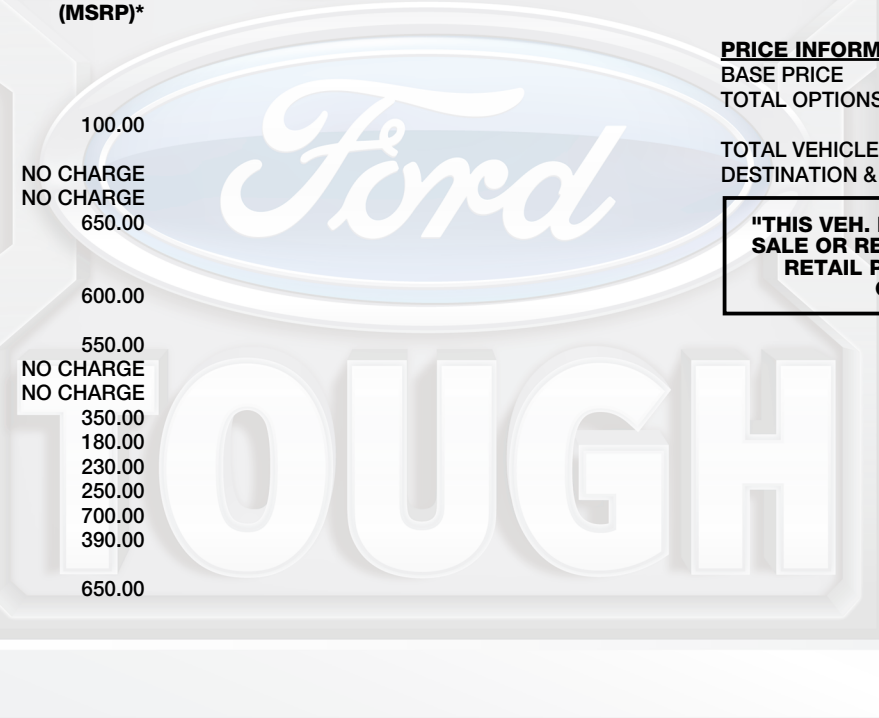 (MSRP)*
100.00
NO CHARGE
NO CHARGE
650.00
600.00
550.00
NO CHARGE
NO CHARGE
350.00
180.00
230.00
250.00
700.00
390.00
650.00
PRICE INFORM
BASE PRICE
TOTAL OPTIONS
TOTAL VEHICLE
DESTINATION &
"THIS VEH.
SALE OR RE
RETAIL P
Ford
TOUGH